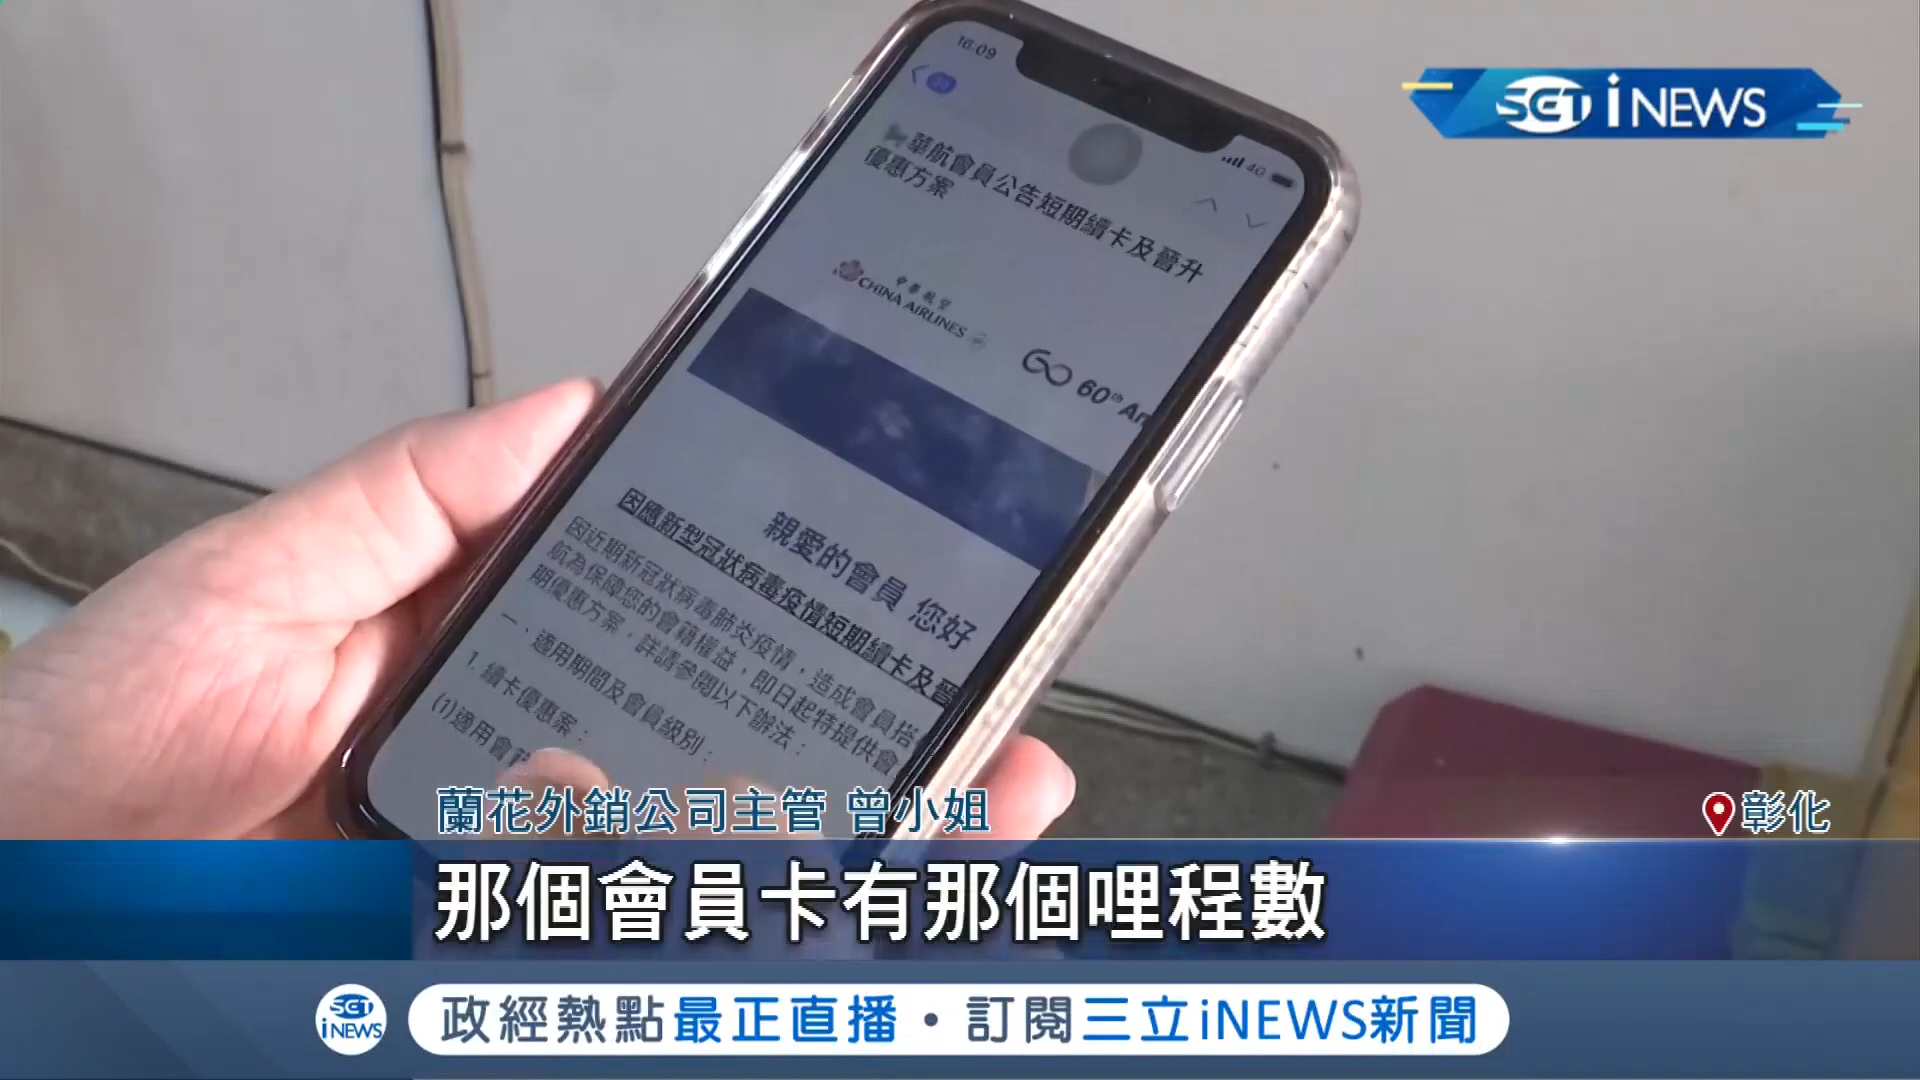 16:09
4G
SET iNEWS
華航會員公告短期續卡及晉升
優惠方案
中華航空
CHINA AIRLINES
60th An
親愛的會員 您好
因應新型冠狀病毒疫情短期續卡及晉
因近期新冠狀病毒肺炎疫情，造成會員搭
航為保障您的會籍權益，即日起特提供會
期優惠方案，詳請參閱以下辦法：
一、適用期間及會員級別：
1. 續卡優惠案：
(1)適用會
蘭花外銷公司主管 曾小姐
彰化
那個會員卡有那個哩程數
SET iNEWS
政經熱點最正直播・訂閱三立iNEWS新聞